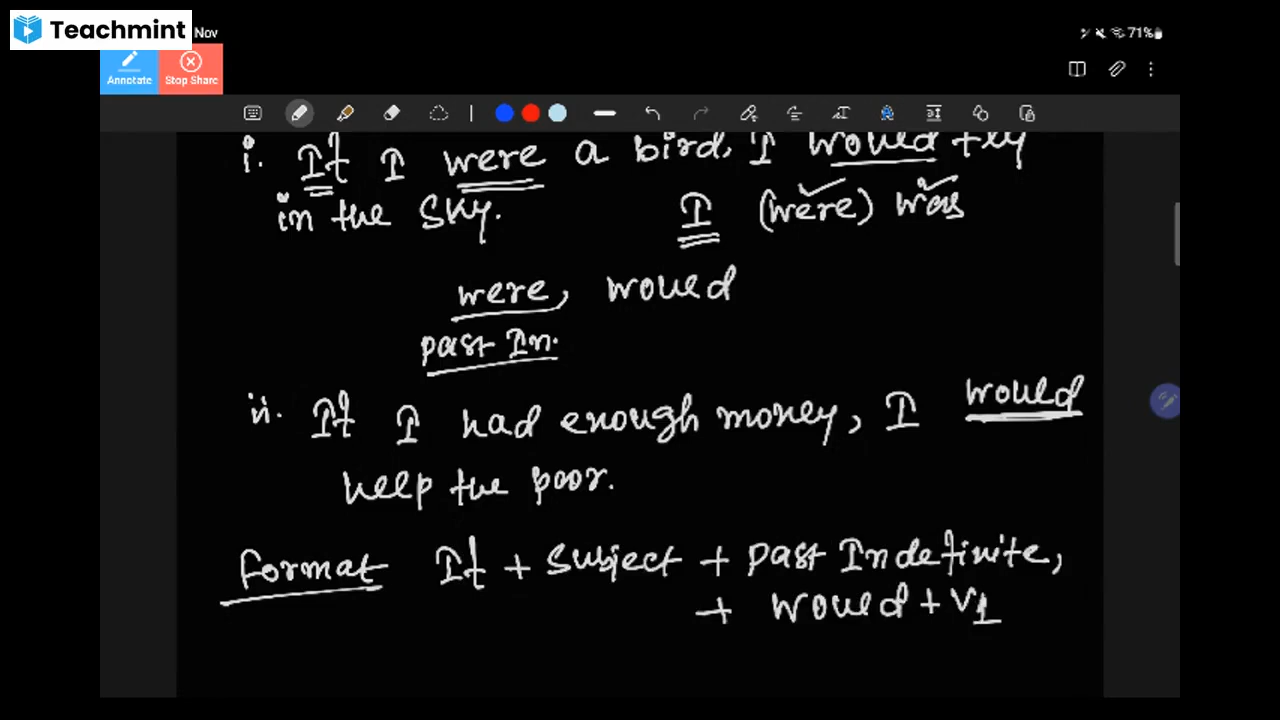 Teachmint
Nov
71%
Annotate
Stop Share
i. If I were a bird, I would fly
in the sky. I (were) was
were, would
past In.
ii. If I had enough money, I would
help the poor.
Format If + Subject + Past Indefinite,
+ would + V1